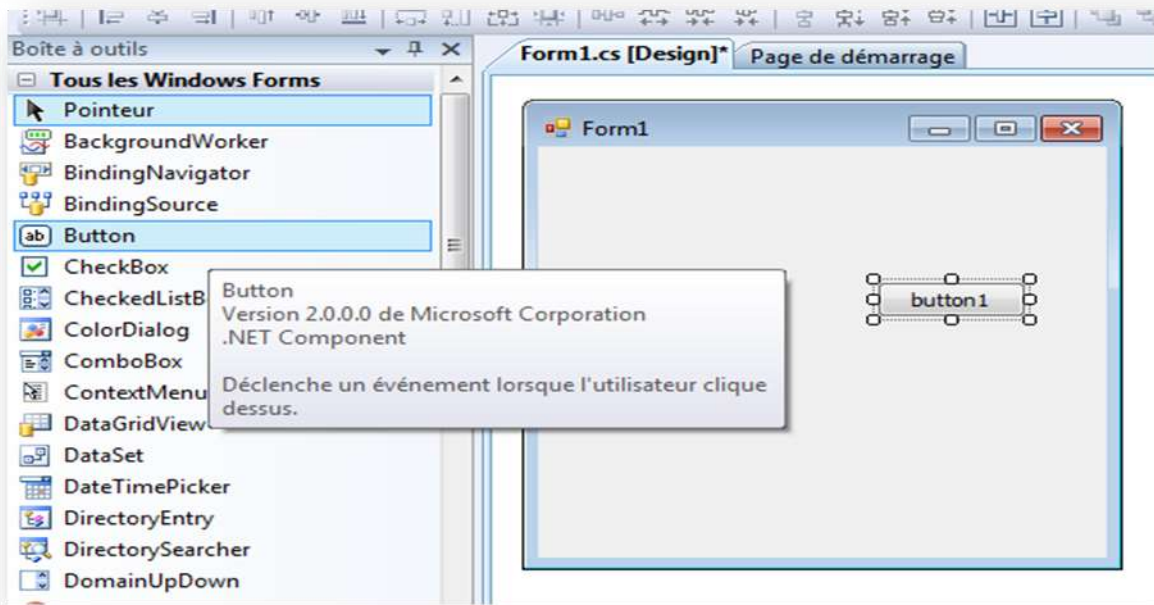 Boîte à outils
Tous les Windows Forms
Pointeur
BackgroundWorker
BindingNavigator
BindingSource
ab Button
CheckBox
CheckedListB
ColorDialog
ComboBox
ContextMenu
DataGridView
DataSet
DateTimePicker
DirectoryEntry
DirectorySearcher
DomainUpDown
Button
Version 2.0.0.0 de Microsoft Corporation
.NET Component
Déclenche un événement lorsque l'utilisateur clique
dessus.
Form1.cs [Design]* Page de démarrage
Form1
button1